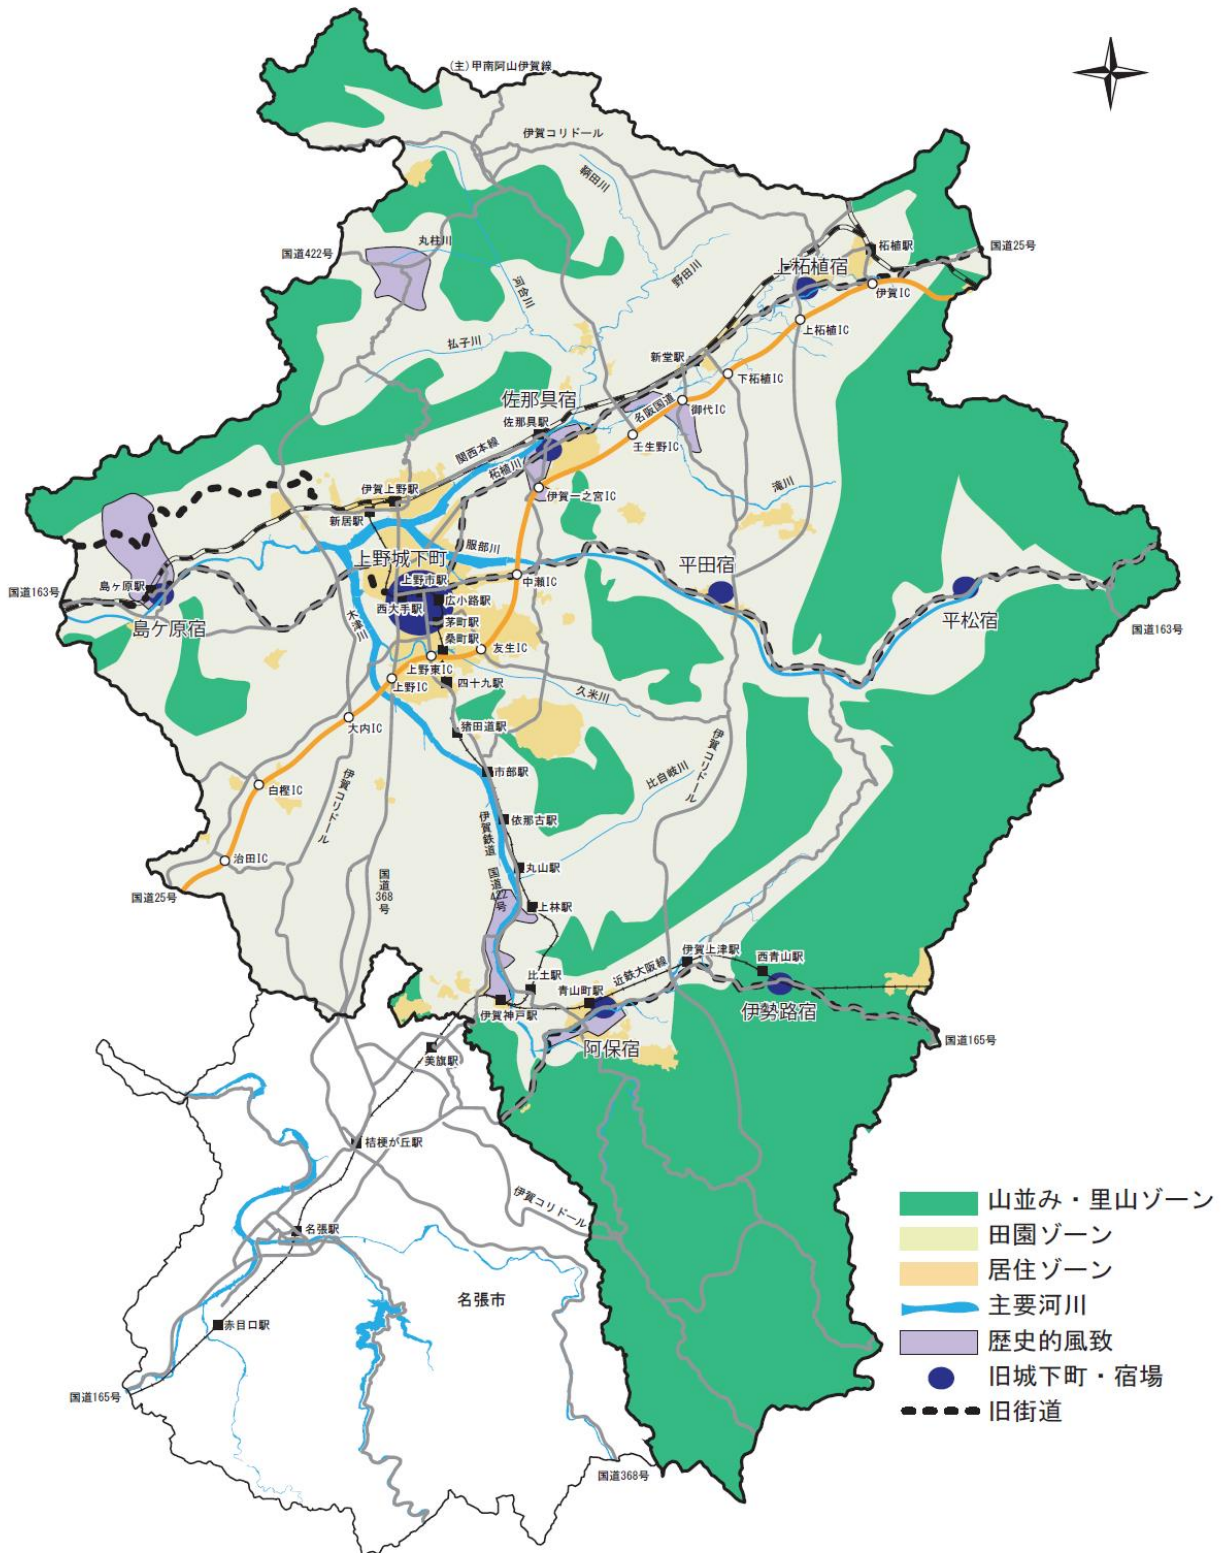 (主)甲南阿山伊賀線
伊賀コリドール
鞆田川
国道422号
丸柱川
河合川
野田川
柘植駅
国道25号
上柘植宿
伊賀IC
上柘植IC
払子川
新堂駅
下柘植IC
佐那具宿
佐那具駅
名阪国道
御代IC
壬生野IC
関西本線
柘植川
滝川
伊賀上野駅
伊賀一之宮IC
新居駅
服部川
上野城下町
上野市駅
中瀬IC
平田宿
島ヶ原駅
国道163号
西大手駅
広小路駅
茅町駅
桑町駅
島ケ原宿
木津川
平松宿
国道163号
友生IC
上野東IC
上野IC
四十九駅
久米川
大内IC
猪田道駅
伊賀コリドール
市部駅
比自岐川
白樫IC
伊賀コリドール
伊賀鉄道
依那古駅
治田IC
丸山駅
国道25号
国道368号
国道422号
上林駅
伊賀上津駅
西青山駅
近鉄大阪線
比土駅
青山町駅
伊賀神戸駅
伊勢路宿
阿保宿
国道165号
美旗駅
桔梗が丘駅
伊賀コリドール
名張駅
名張市
赤目口駅
国道165号
国道368号
山並み・里山ゾーン
田園ゾーン
居住ゾーン
主要河川
歴史的風致
旧城下町・宿場
旧街道